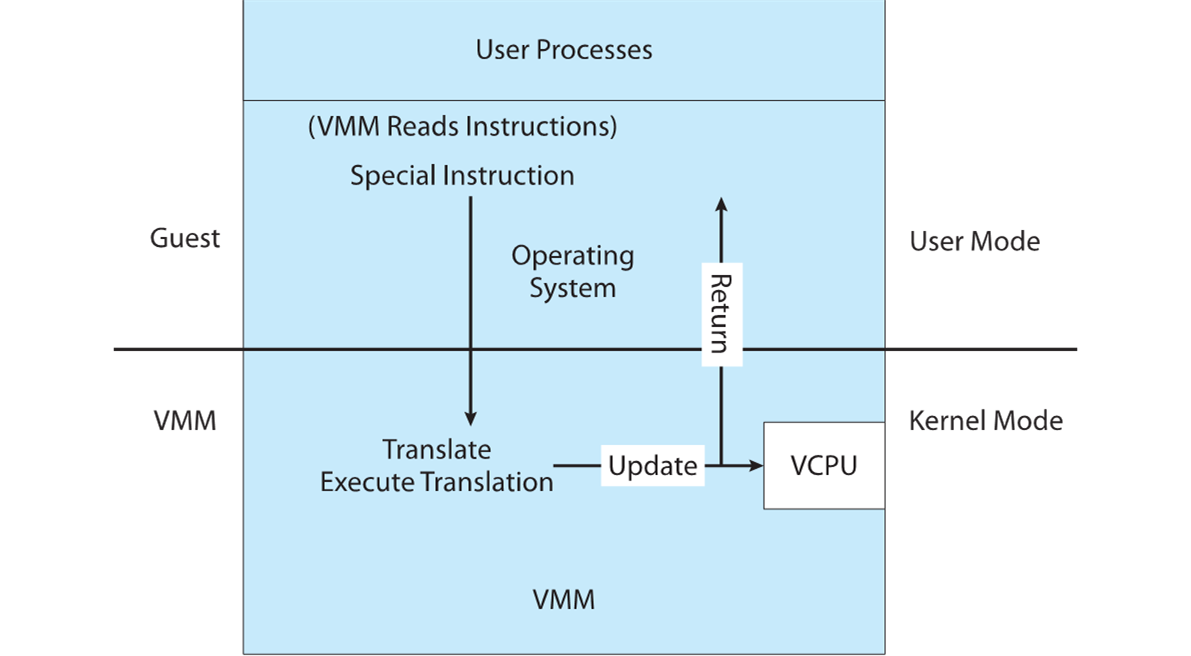 User Processes
(VMM Reads Instructions)
Special Instruction
Guest
Operating
System
Return
User Mode
VMM
Kernel Mode
Translate
Execute Translation
Update
VCPU
VMM